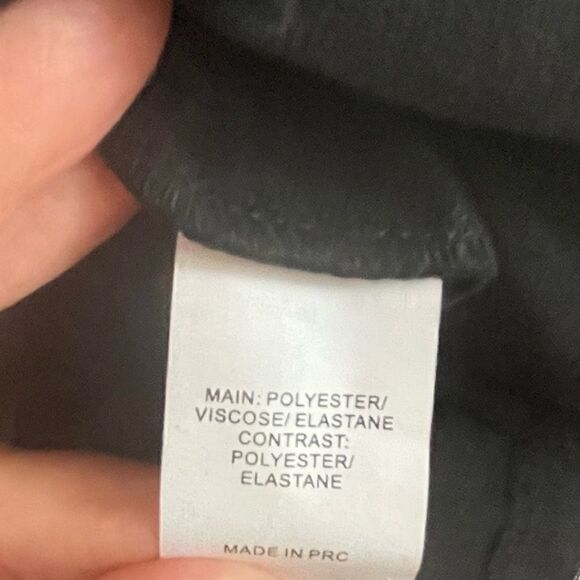 MAIN: POLYESTER/
VISCOSE/ELASTANE
CONTRAST:
POLYESTER/
ELASTANE
MADE IN PRC